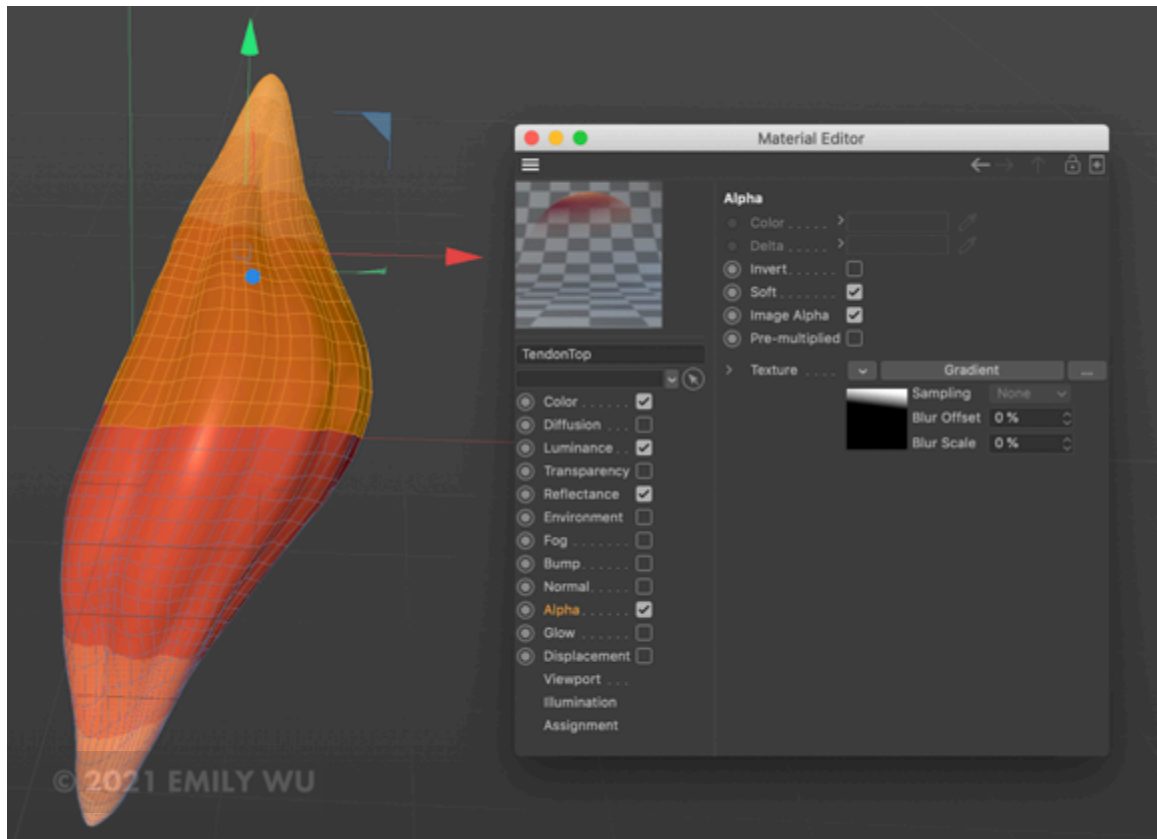 Material Editor
Alpha
Color . . . . .
Delta . . . . .
Invert . . . . . .
Soft . . . . . . .
Image Alpha
Pre-multiplied
TendonTop
Texture . . . .
Gradient
...
Sampling None
Blur Offset 0 %
Blur Scale 0 %
Color . . . . . .
Diffusion . . .
Luminance . .
Transparency
Reflectance
Environment
Fog . . . . . . .
Bump . . . . . .
Normal . . . . .
Alpha . . . . . .
Glow . . . . . .
Displacement
Viewport . . .
Illumination
Assignment
© 2021 EMILY WU